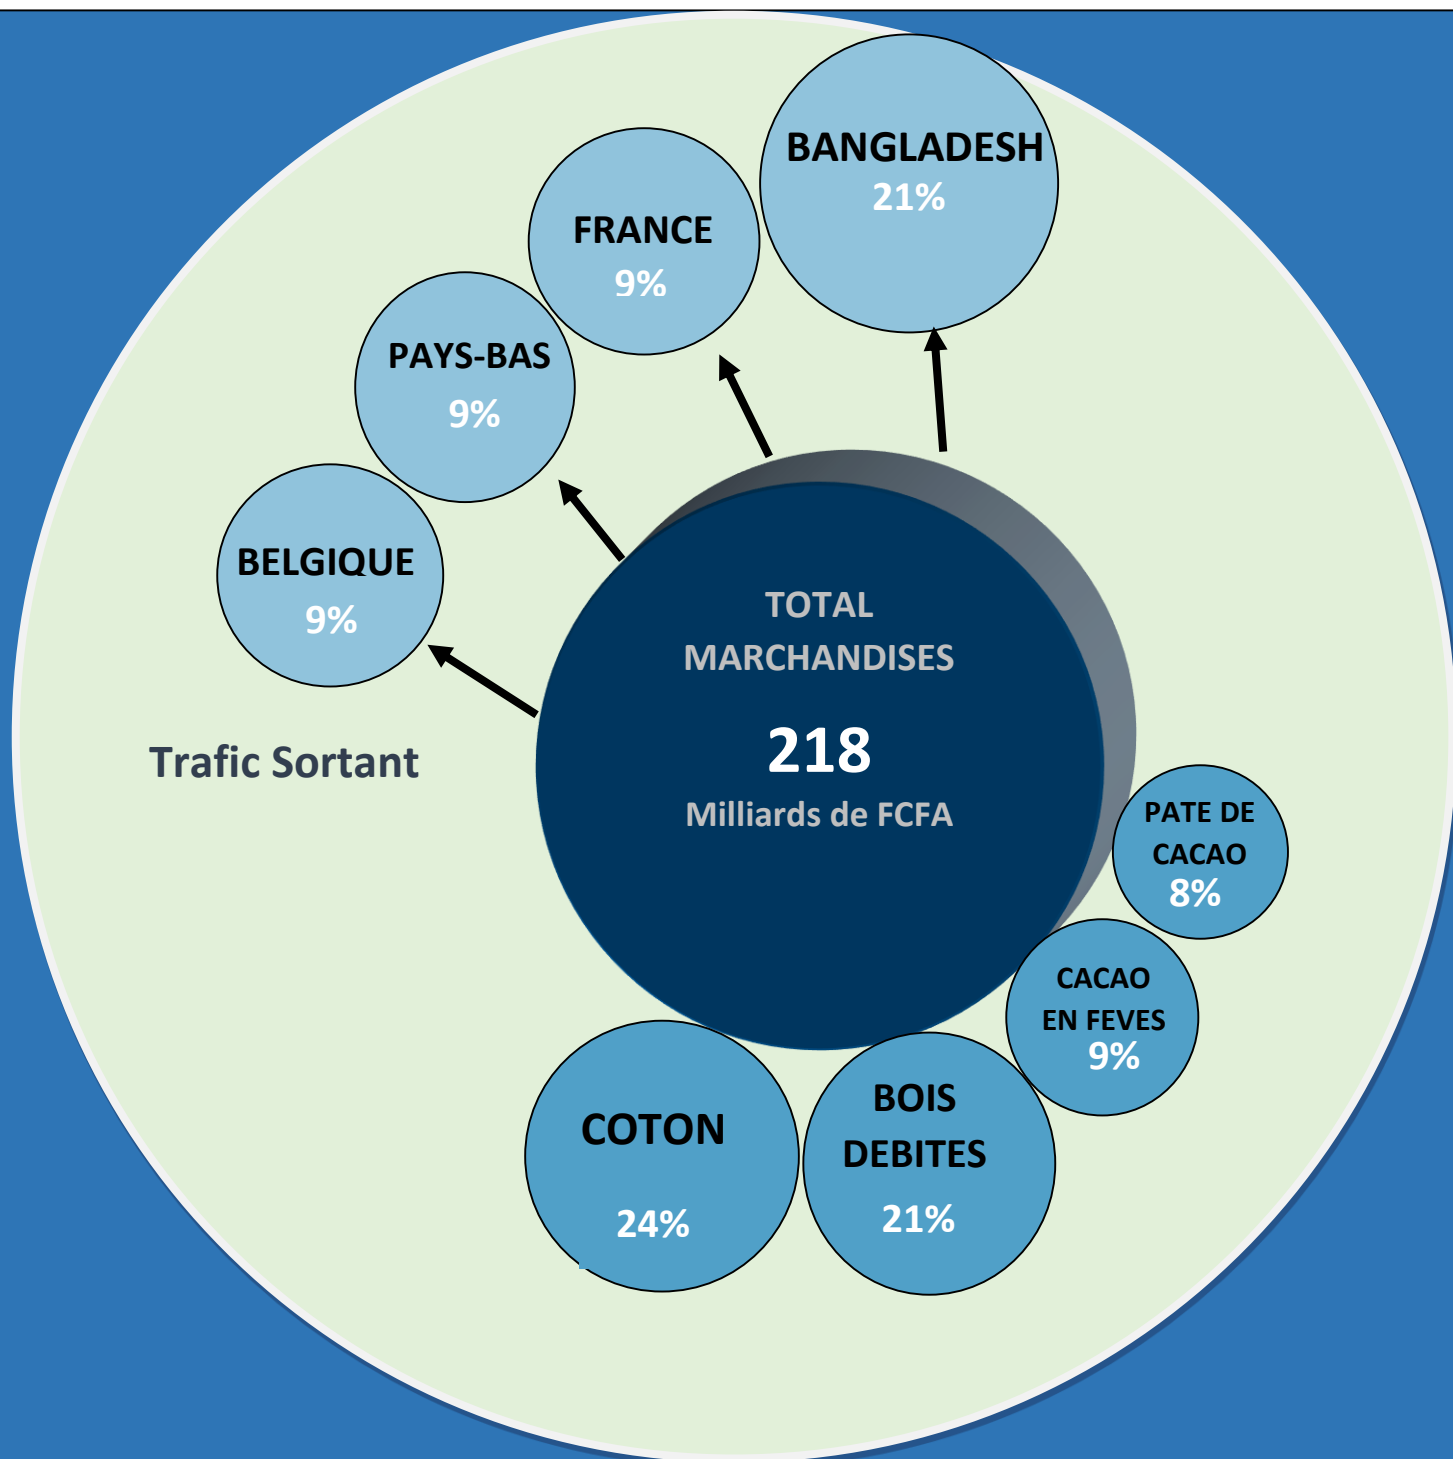 BANGLADESH
21%
FRANCE
9%
PAYS-BAS
9%
BELGIQUE
9%
TOTAL
MARCHANDISES
218
Milliards de FCFA
Trafic Sortant
PATE DE
CACAO
8%
CACAO
EN FEVES
9%
BOIS
DEBITES
21%
COTON
24%